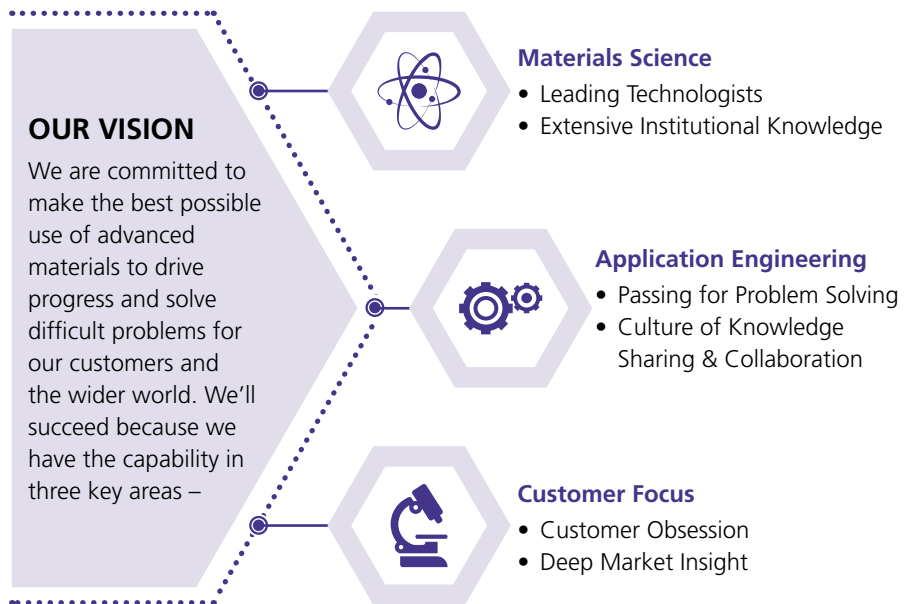 OUR VISION
We are committed to
make the best possible
use of advanced
materials to drive
progress and solve
difficult problems for
our customers and
the wider world. We’ll
succeed because we
have the capability in
three key areas –
Materials Science
• Leading Technologists
• Extensive Institutional Knowledge
Application Engineering
• Passing for Problem Solving
• Culture of Knowledge
Sharing & Collaboration
Customer Focus
• Customer Obsession
• Deep Market Insight